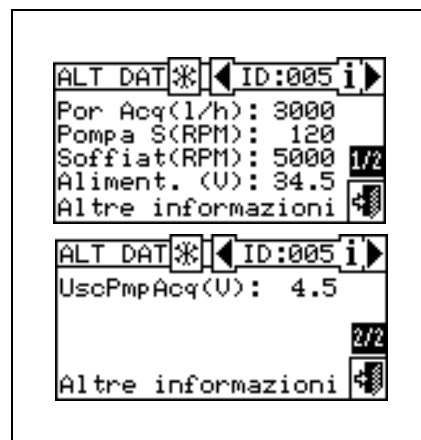 ALT DAT ID:005 i
Por Acq(l/h): 3000
Pompa S(RPM): 120
Soffiat(RPM): 5000 1/2
Aliment. (V): 34.5
Altre informazioni
ALT DAT ID:005 i
UscPmpAcq(V): 4.5
2/2
Altre informazioni